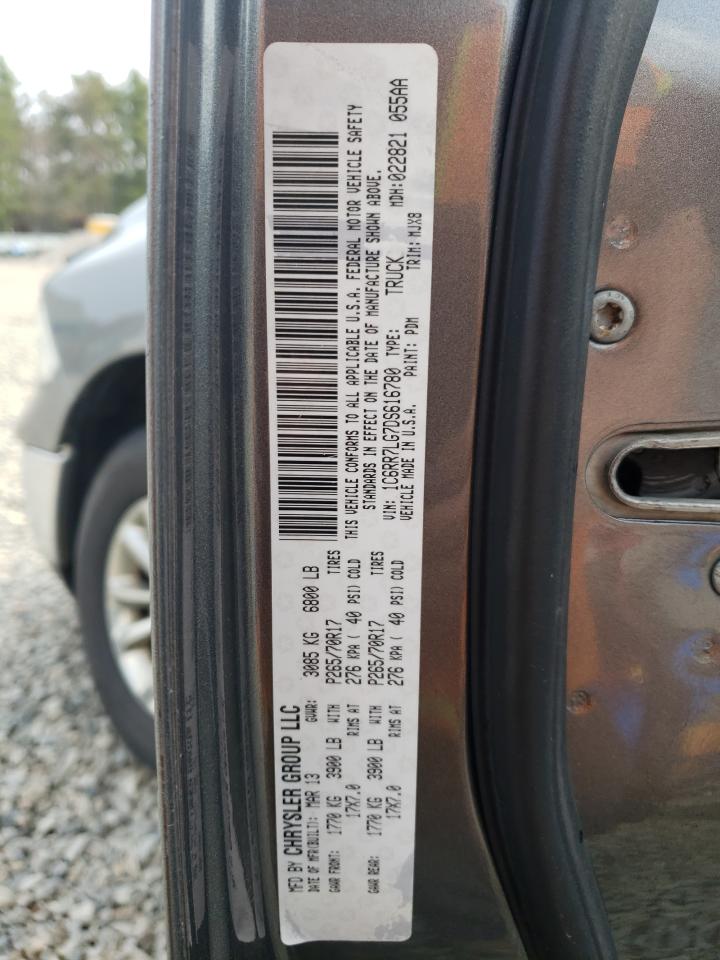 MFD BY CHRYSLER GROUP LLC
DATE OF MFR(BUILT): MAR 13 GVWR: 3085 KG 6800 LB
GAWR FRONT: 1770 KG 3900 LB WITH P265/70R17 TIRES
17X7.0 RIMS AT 276 KPA ( 40 PSI) COLD
GAWR REAR: 1770 KG 3900 LB WITH P265/70R17 TIRES
17X7.0 RIMS AT 276 KPA ( 40 PSI) COLD
THIS VEHICLE CONFORMS TO ALL APPLICABLE U.S.A. FEDERAL MOTOR VEHICLE SAFETY
STANDARDS IN EFFECT ON THE DATE OF MANUFACTURE SHOWN ABOVE.
VIN: 1C6RR7LG7DS616780 TYPE: TRUCK MDH:022821 055AA
VEHICLE MADE IN U.S.A. PAINT: PDM TRIM: MJX8